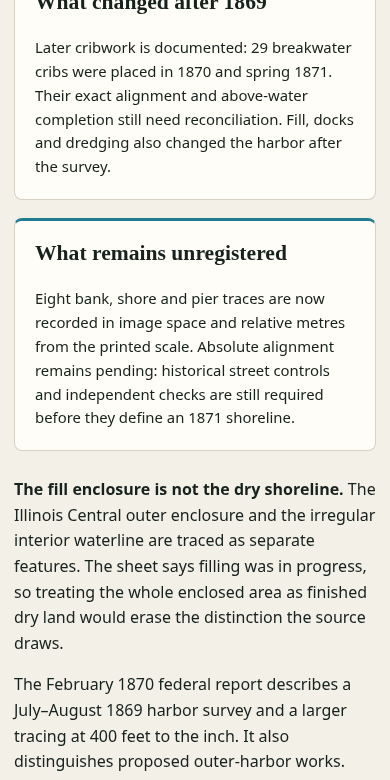 What changed after 1869
Later cribwork is documented: 29 breakwater
cribs were placed in 1870 and spring 1871.
Their exact alignment and above-water
completion still need reconciliation. Fill, docks
and dredging also changed the harbor after
the survey.
What remains unregistered
Eight bank, shore and pier traces are now
recorded in image space and relative metres
from the printed scale. Absolute alignment
remains pending: historical street controls
and independent checks are still required
before they define an 1871 shoreline.
The fill enclosure is not the dry shoreline. The
Illinois Central outer enclosure and the irregular
interior waterline are traced as separate
features. The sheet says filling was in progress,
so treating the whole enclosed area as finished
dry land would erase the distinction the source
draws.
The February 1870 federal report describes a
July–August 1869 harbor survey and a larger
tracing at 400 feet to the inch. It also
distinguishes proposed outer-harbor works.